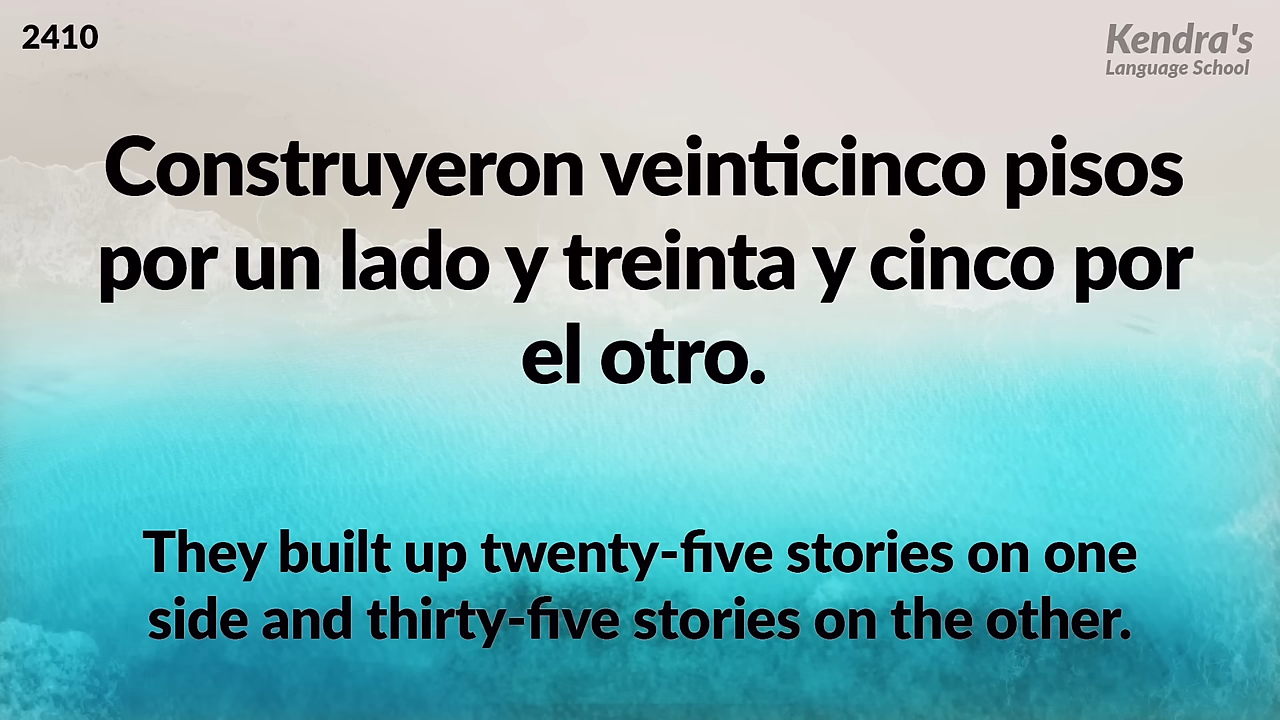 2410
Kendra's
Language School
Construyeron veinticinco pisos
por un lado y treinta y cinco por
el otro.
They built up twenty-five stories on one
side and thirty-five stories on the other.